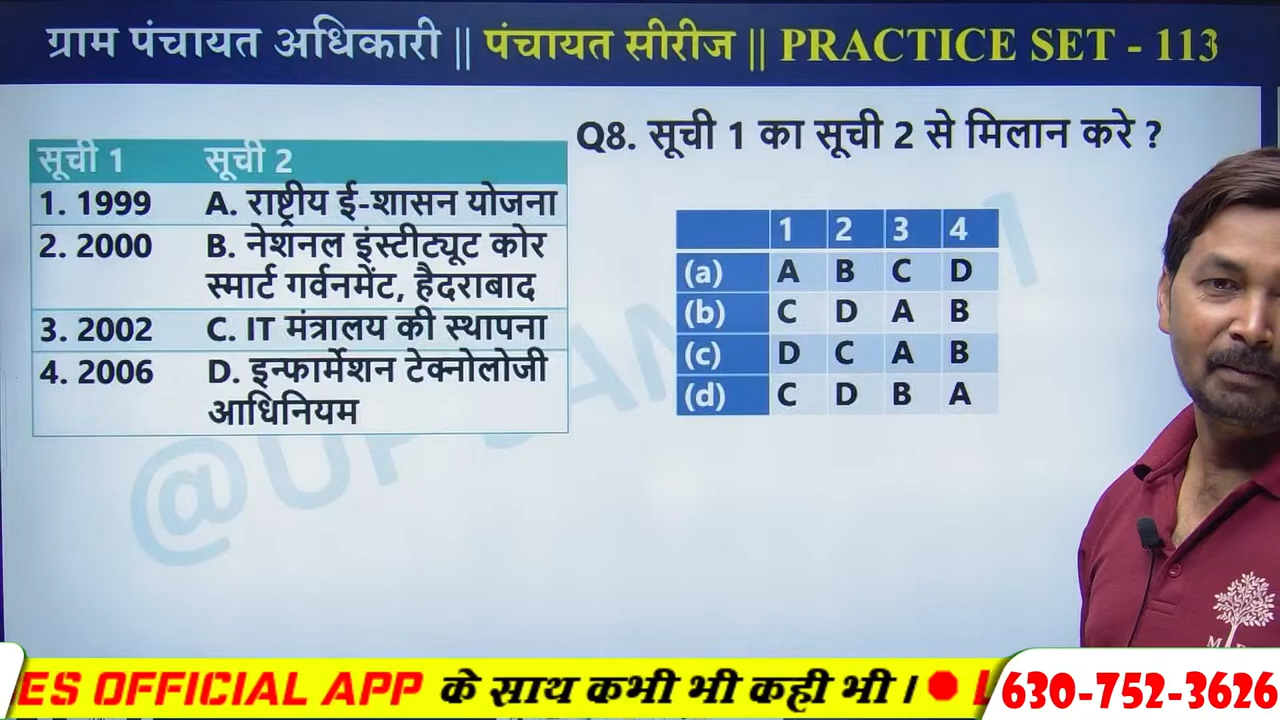 ग्राम पंचायत अधिकारी || पंचायत सीरीज || PRACTICE SET - 113
Q8. सूची 1 का सूची 2 से मिलान करे ?
सूची 1 सूची 2
1. 1999 A. राष्ट्रीय ई-शासन योजना
2. 2000 B. नेशनल इंस्टीट्यूट कोर
स्मार्ट गर्वनमेंट, हैदराबाद
3. 2002 C. IT मंत्रालय की स्थापना
4. 2006 D. इन्फार्मेशन टेक्नोलोजी
आधिनियम
1 2 3 4
(a) A B C D
(b) C D A B
(c) D C A B
(d) C D B A
ES OFFICIAL APP के साथ कभी भी कही भी ।
630-752-3626